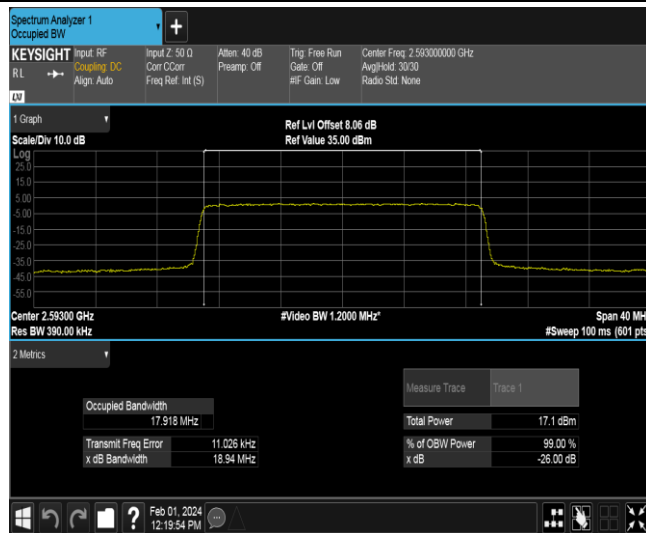 Spectrum Analyzer 1
Occupied BW
KEYSIGHT
RL
Input: RF
Coupling: DC
Align: Auto
Input Z: 50 Ω
Corr CCorr
Freq Ref: Int (S)
Atten: 40 dB
Preamp: Off
Trig: Free Run
Gate: Off
#IF Gain: Low
Center Freq: 2.593000000 GHz
Avg|Hold: 30/30
Radio Std: None
1 Graph
Scale/Div 10.0 dB
Ref Lvl Offset 8.06 dB
Ref Value 35.00 dBm
Log
25.0
15.0
5.00
-5.00
-15.0
-25.0
-35.0
-45.0
-55.0
Center 2.59300 GHz
#Video BW 1.2000 MHz*
Span 40 MH
Res BW 390.00 kHz
#Sweep 100 ms (601 pts
2 Metrics
Measure Trace Trace 1
Occupied Bandwidth
17.918 MHz
Total Power 17.1 dBm
Transmit Freq Error 11.026 kHz
% of OBW Power 99.00 %
x dB Bandwidth 18.94 MHz
x dB -26.00 dB
?
Feb 01, 2024
12:19:54 PM